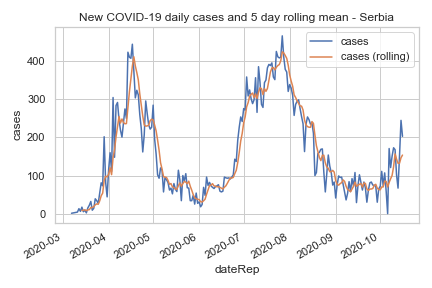 New COVID-19 daily cases and 5 day rolling mean - Serbia
cases
cases (rolling)
400
300
200
100
0
cases
2020-03
2020-04
2020-05
2020-06
2020-07
2020-08
2020-09
2020-10
dateRep